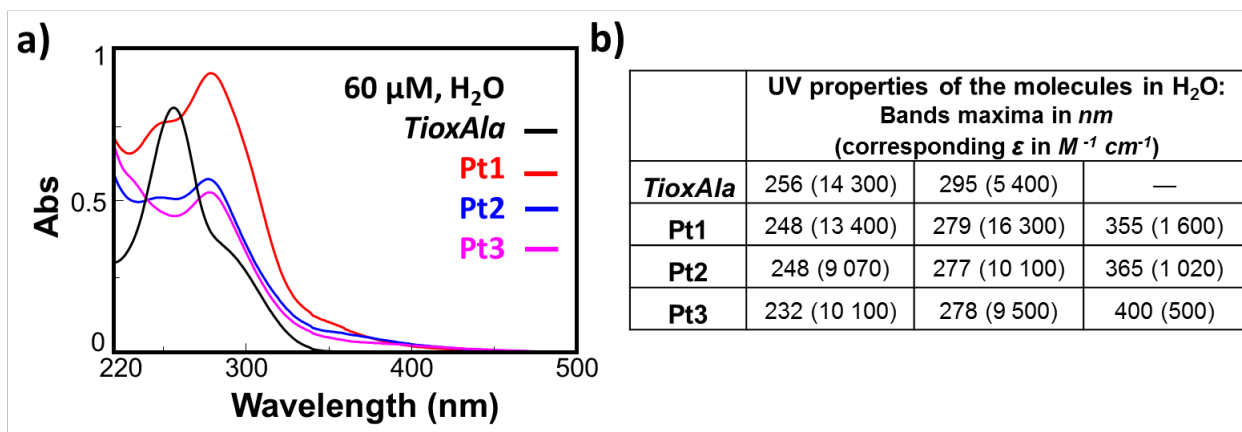 a)
1
0.5
0
Abs
60 µM, H₂O
TioxAla
Pt1
Pt2
Pt3
220 300 400 500
Wavelength (nm)
b)
UV properties of the molecules in H₂O:
Bands maxima in nm
(corresponding ε in M⁻¹ cm⁻¹)
TioxAla 256 (14 300) 295 (5 400) —
Pt1 248 (13 400) 279 (16 300) 355 (1 600)
Pt2 248 (9 070) 277 (10 100) 365 (1 020)
Pt3 232 (10 100) 278 (9 500) 400 (500)